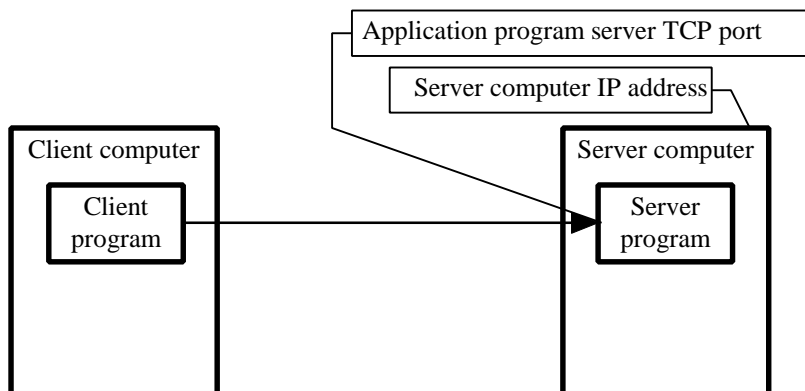 Application program server TCP port
Server computer IP address
Client computer
Server computer
Client
program
Server
program